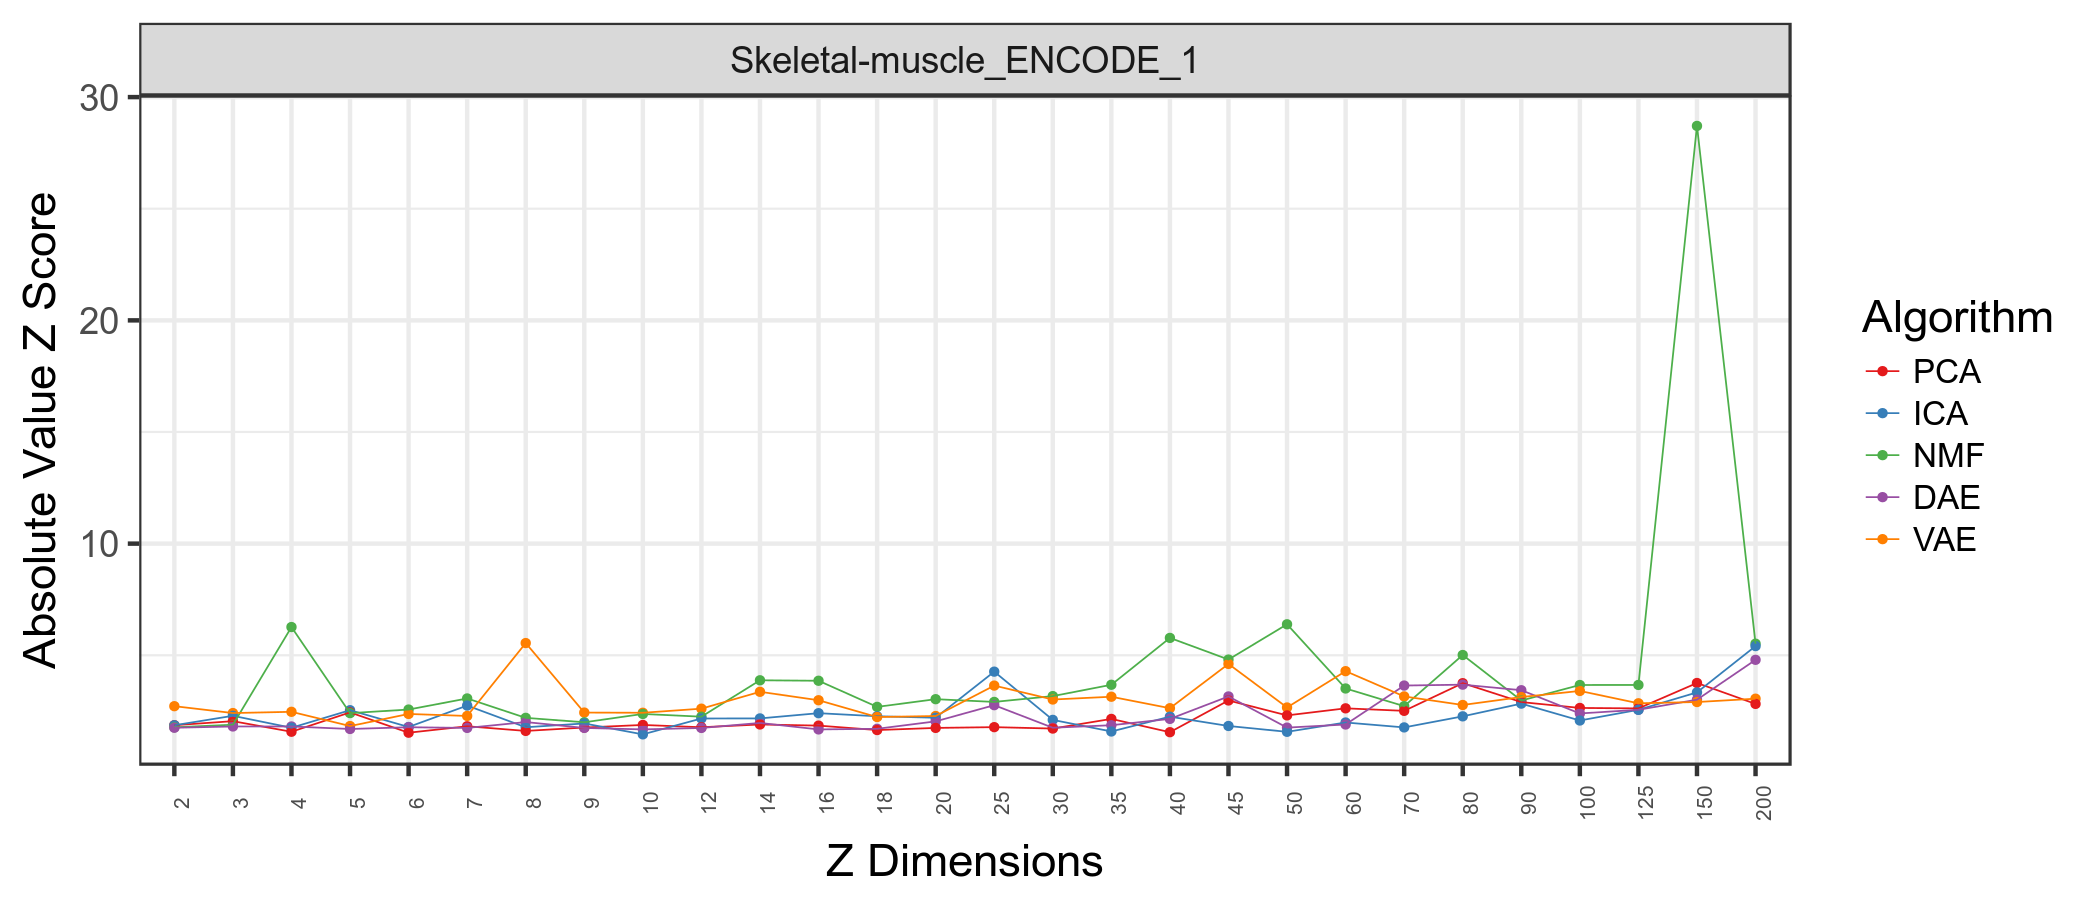 Skeletal-muscle_ENCODE_1
Absolute Value Z Score
30
20
10
2 3 4 5 6 7 8 9 10 12 14 16 18 20 25 30 35 40 45 50 60 70 80 90 100 125 150 200
Z Dimensions
Algorithm
PCA
ICA
NMF
DAE
VAE